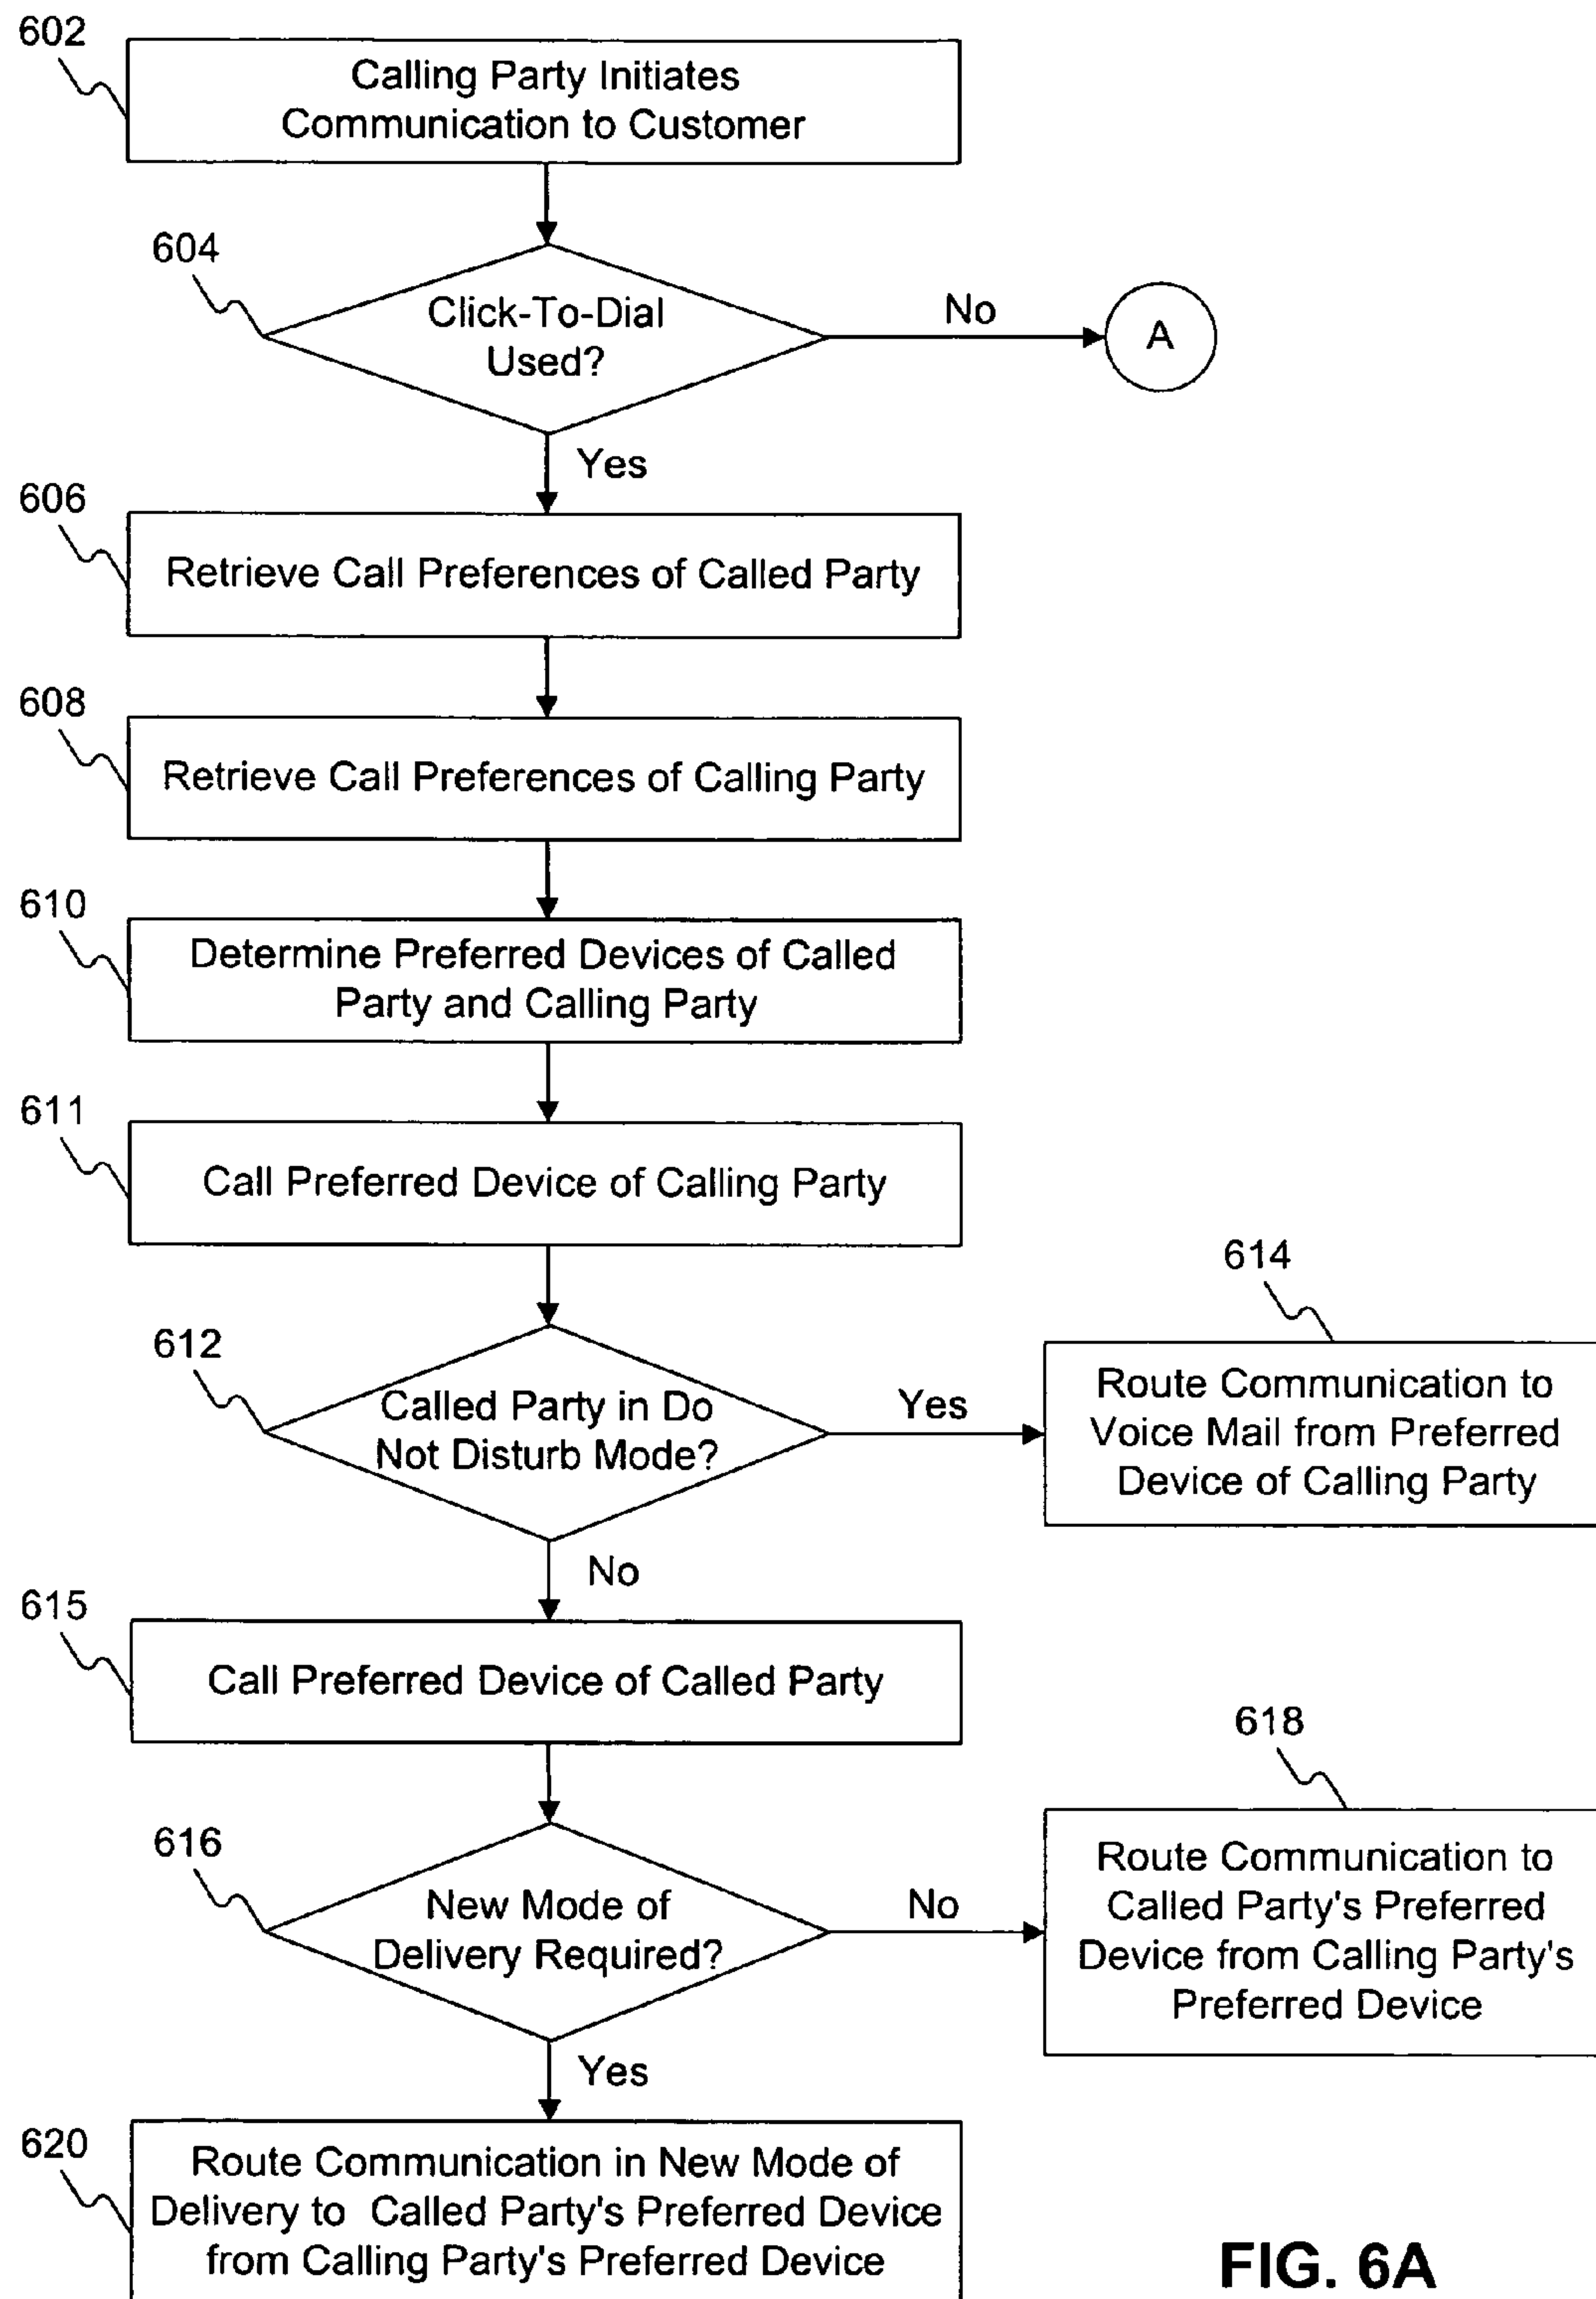 602
Calling Party Initiates
Communication to Customer
604
Click-To-Dial
Used?
No
A
Yes
606
Retrieve Call Preferences of Called Party
608
Retrieve Call Preferences of Calling Party
610
Determine Preferred Devices of Called
Party and Calling Party
611
Call Preferred Device of Calling Party
612
Called Party in Do
Not Disturb Mode?
Yes
614
Route Communication to
Voice Mail from Preferred
Device of Calling Party
No
615
Call Preferred Device of Called Party
616
New Mode of
Delivery Required?
No
618
Route Communication to
Called Party's Preferred
Device from Calling Party's
Preferred Device
Yes
620
Route Communication in New Mode of
Delivery to Called Party's Preferred Device
from Calling Party's Preferred Device
FIG. 6A